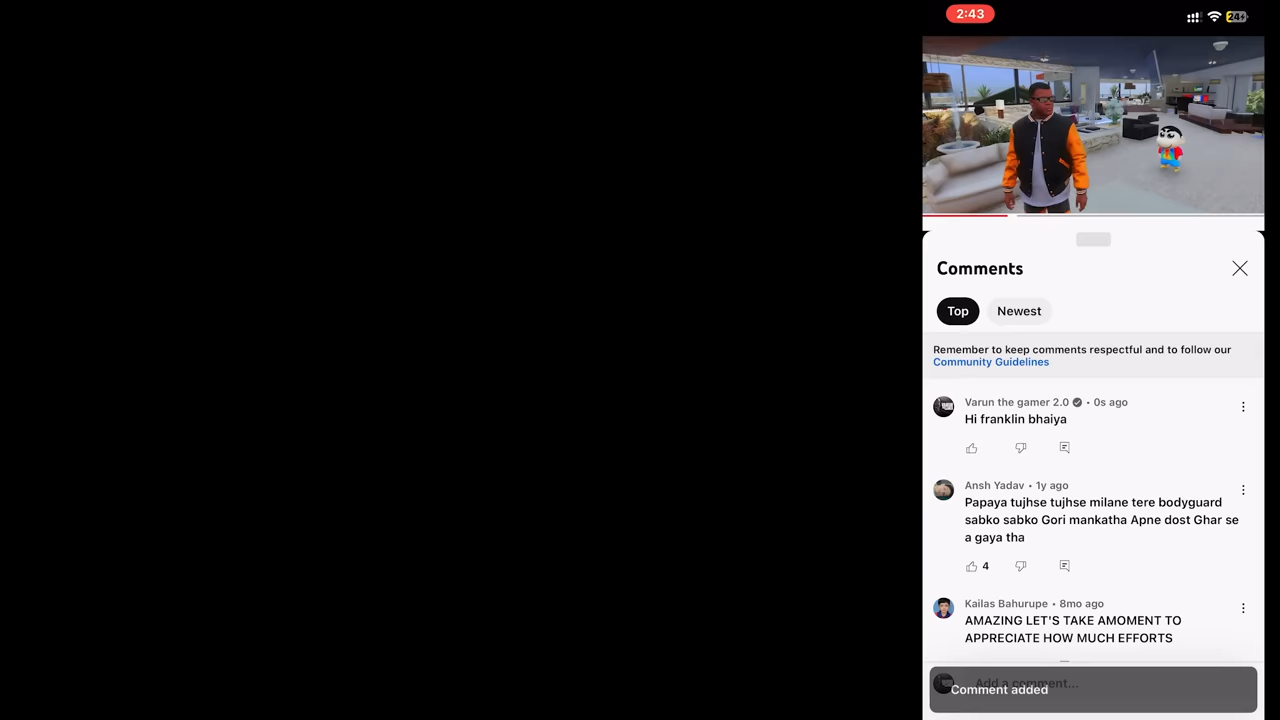 2:43
24
Comments
Top
Newest
Remember to keep comments respectful and to follow our
Community Guidelines
Varun the gamer 2.0 • 0s ago
Hi franklin bhaiya
Ansh Yadav • 1y ago
Papaya tujhse tujhse milane tere bodyguard
sabko sabko Gori mankatha Apne dost Ghar se
a gaya tha
4
Kailas Bahurupe • 8mo ago
AMAZING LET'S TAKE AMOMENT TO
APPRECIATE HOW MUCH EFFORTS
Add a comment...
Comment added